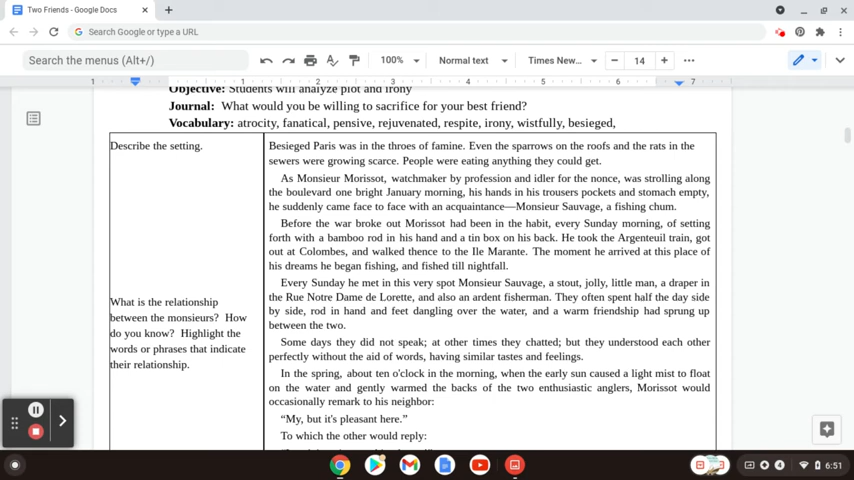 Two Friends - Google Docs
Search Google or type a URL
Search the menus (Alt+/)
100%
Normal text
Times New...
14
1 1 2 3 4 5 6 7
Objective: Students will analyze plot and irony
Journal: What would you be willing to sacrifice for your best friend?
Vocabulary: atrocity, fanatical, pensive, rejuvenated, respite, irony, wistfully, besieged,
Describe the setting.
What is the relationship
between the monsieurs? How
do you know? Highlight the
words or phrases that indicate
their relationship.
Besieged Paris was in the throes of famine. Even the sparrows on the roofs and the rats in the
sewers were growing scarce. People were eating anything they could get.
As Monsieur Morissot, watchmaker by profession and idler for the nonce, was strolling along
the boulevard one bright January morning, his hands in his trousers pockets and stomach empty,
he suddenly came face to face with an acquaintance—Monsieur Sauvage, a fishing chum.
Before the war broke out Morissot had been in the habit, every Sunday morning, of setting
forth with a bamboo rod in his hand and a tin box on his back. He took the Argenteuil train, got
out at Colombes, and walked thence to the Ile Marante. The moment he arrived at this place of
his dreams he began fishing, and fished till nightfall.
Every Sunday he met in this very spot Monsieur Sauvage, a stout, jolly, little man, a draper in
the Rue Notre Dame de Lorette, and also an ardent fisherman. They often spent half the day side
by side, rod in hand and feet dangling over the water, and a warm friendship had sprung up
between the two.
Some days they did not speak; at other times they chatted; but they understood each other
perfectly without the aid of words, having similar tastes and feelings.
In the spring, about ten o'clock in the morning, when the early sun caused a light mist to float
on the water and gently warmed the backs of the two enthusiastic anglers, Morissot would
occasionally remark to his neighbor:
“My, but it's pleasant here.”
To which the other would reply:
6:51